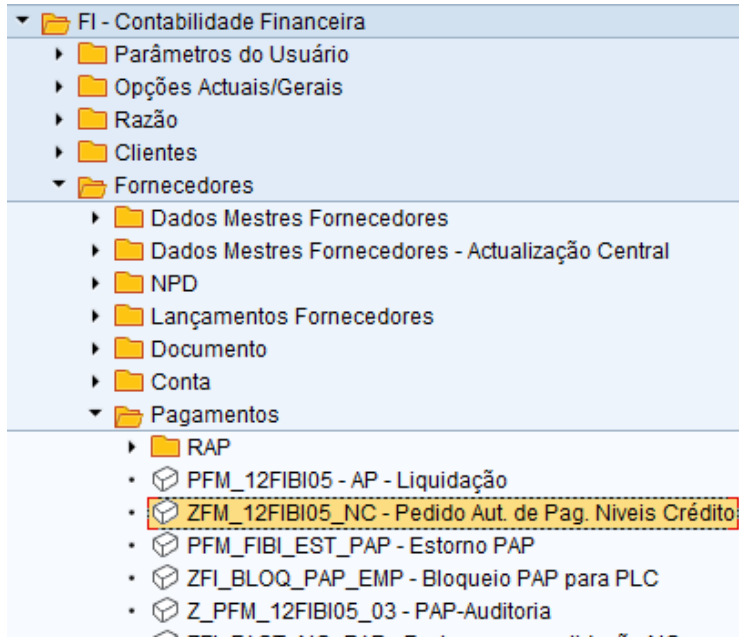 FI - Contabilidade Financeira
Parâmetros do Usuário
Opções Actuais/Gerais
Razão
Clientes
Fornecedores
Dados Mestres Fornecedores
Dados Mestres Fornecedores - Actualização Central
NPD
Lançamentos Fornecedores
Documento
Conta
Pagamentos
RAP
PFM_12FIBI05 - AP - Liquidação
ZFM_12FIBI05_NC - Pedido Aut. de Pag. Niveis Crédito
PFM_FIBI_EST_PAP - Estorno PAP
ZFI_BLOQ_PAP_EMP - Bloqueio PAP para PLC
Z_PFM_12FIBI05_03 - PAP-Auditoria